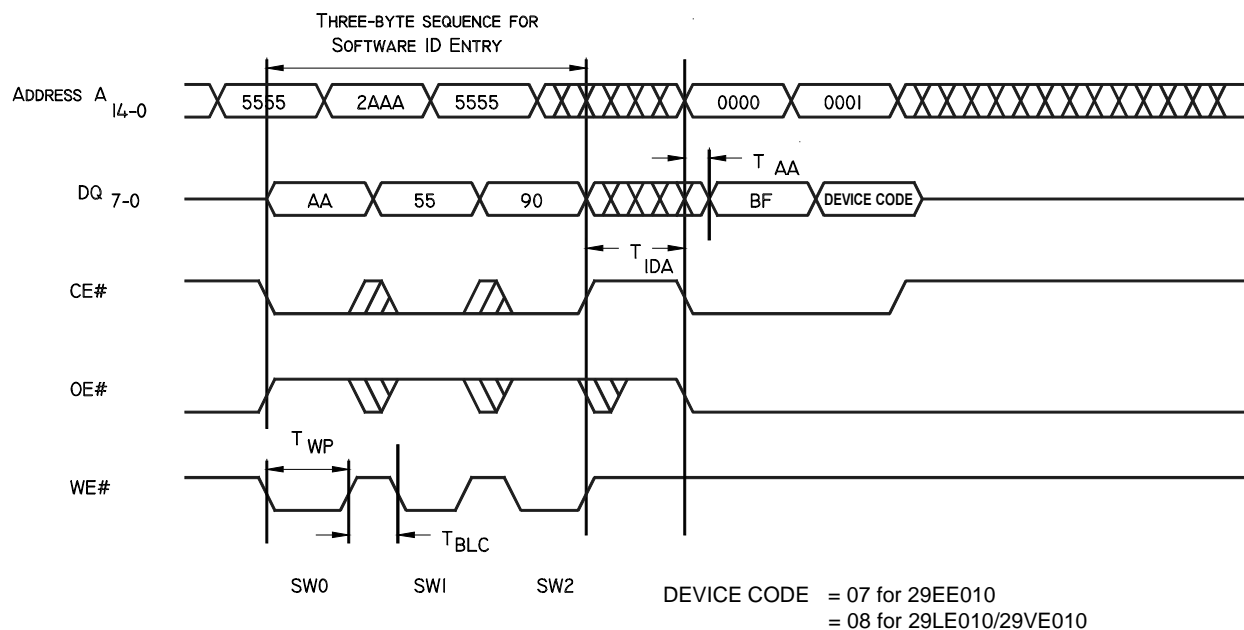 THREE-BYTE SEQUENCE FOR
SOFTWARE ID ENTRY
ADDRESS A 14-0
5555 2AAA 5555 0000 0001
T AA
DQ 7-0
AA 55 90 BF DEVICE CODE
T IDA
CE#
OE#
T WP
WE#
T BLC
SW0 SW1 SW2
DEVICE CODE = 07 for 29EE010
= 08 for 29LE010/29VE010